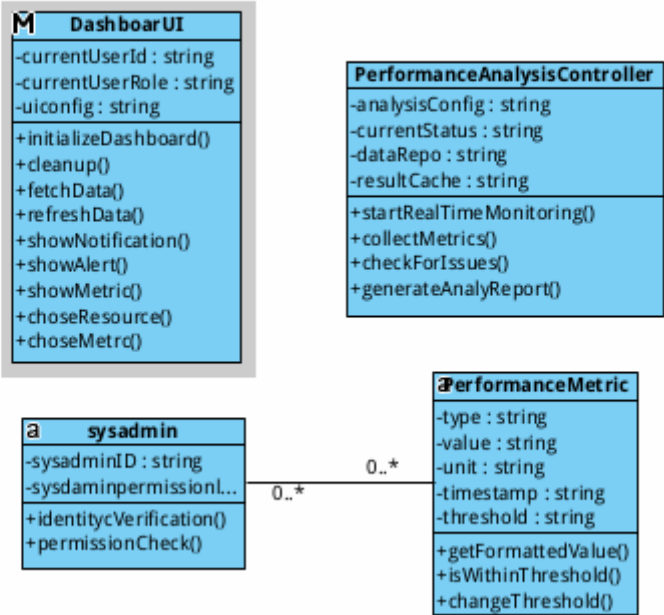 M DashboarUI
-currentUserId : string
-currentUserRole : string
-uiconfig : string
+initializeDashboard()
+cleanup()
+fetchData()
+refreshData()
+showNotification()
+showAlert()
+showMetric()
+choseResource()
+choseMetrc()
PerformanceAnalysisController
-analysisConfig : string
-currentStatus : string
-dataRepo : string
-resultCache : string
+startRealTimeMonitoring()
+collectMetrics()
+checkForIssues()
+generateAnalyReport()
a sysadmin
-sysadminID : string
-sysdaminpermissionl...
+identitycVerification()
+permissionCheck()
0..*
0..*
a PerformanceMetric
-type : string
-value : string
-unit : string
-timestamp : string
-threshold : string
+getFormattedValue()
+isWithinThreshold()
+changeThreshold()